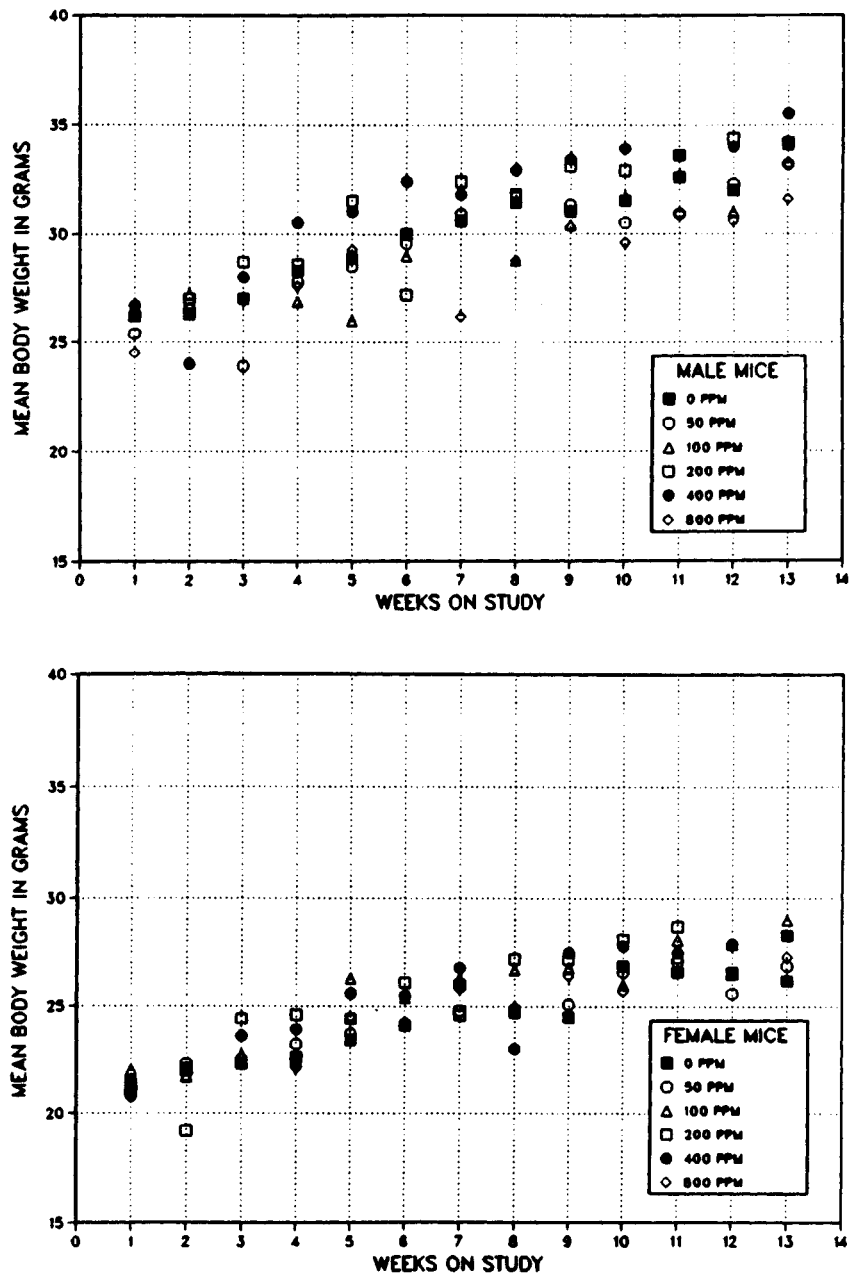 40
35
30
25
20
15
MEAN BODY WEIGHT IN GRAMS
MALE MICE
0 PPM
50 PPM
100 PPM
200 PPM
400 PPM
800 PPM
0 1 2 3 4 5 6 7 8 9 10 11 12 13 14
WEEKS ON STUDY
40
35
30
25
20
15
MEAN BODY WEIGHT IN GRAMS
FEMALE MICE
0 PPM
50 PPM
100 PPM
200 PPM
400 PPM
800 PPM
0 1 2 3 4 5 6 7 8 9 10 11 12 13 14
WEEKS ON STUDY